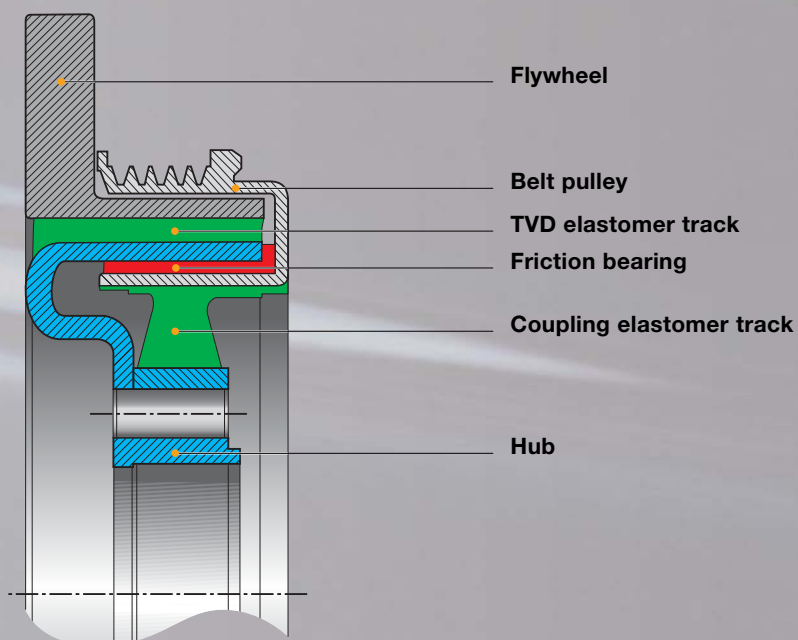 Flywheel
Belt pulley
TVD elastomer track
Friction bearing
Coupling elastomer track
Hub